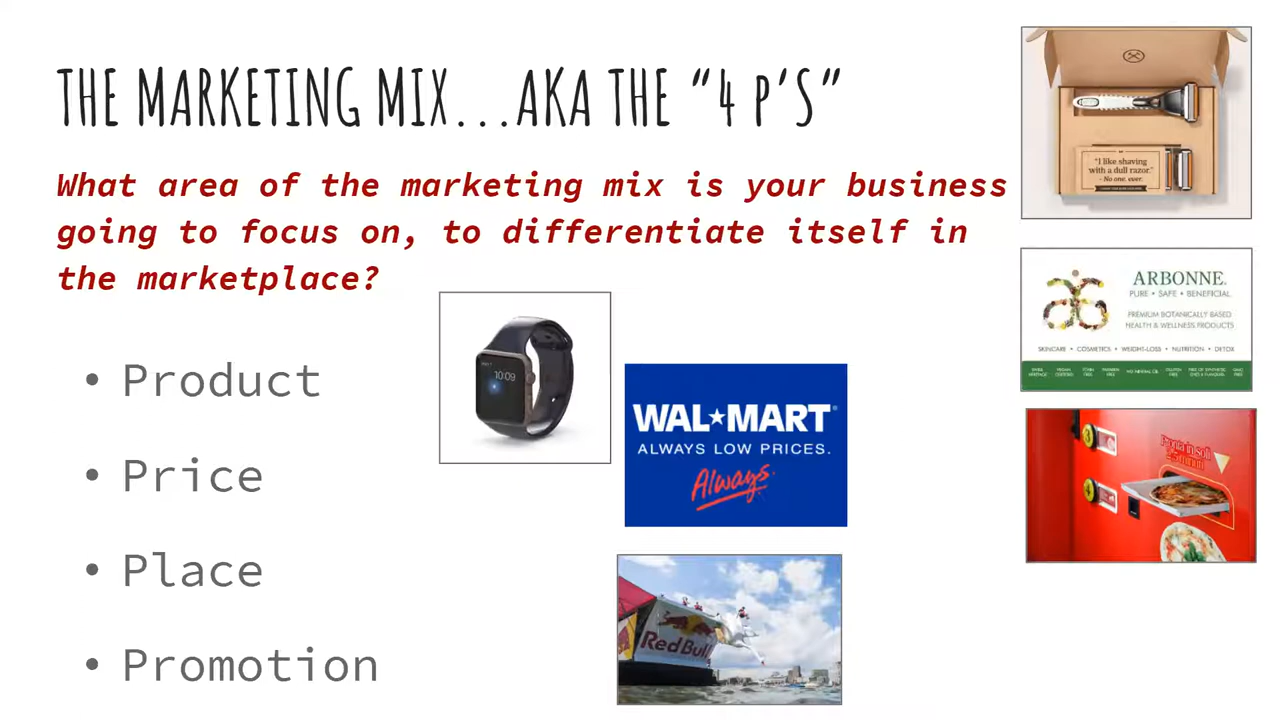 THE MARKETING MIX...AKA THE “4 P’S”
What area of the marketing mix is your business
going to focus on, to differentiate itself in
the marketplace?
• Product
• Price
• Place
• Promotion
10:09
WAL★MART
ALWAYS LOW PRICES.
Always.
Red Bull
"I like shaving
with a dull razor."
- No one. ever.
ARBONNE.
PURE • SAFE • BENEFICIAL
PREMIUM BOTANICALLY BASED
HEALTH & WELLNESS PRODUCTS
SKINCARE • COSMETICS • WEIGHT-LOSS • NUTRITION • DETOX
3
4